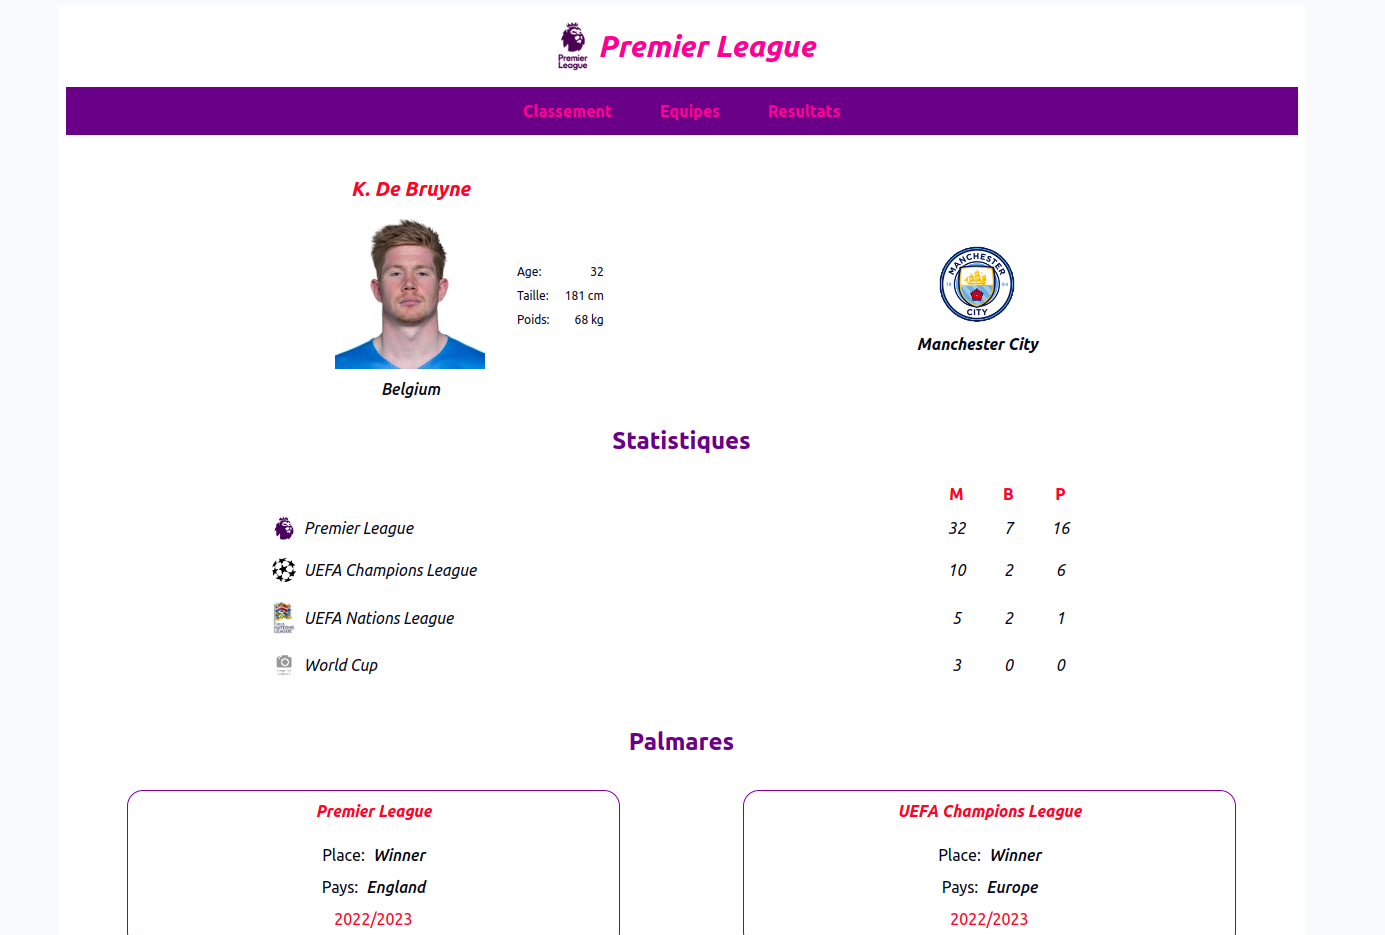 Premier League
Premier League
Classement Equipes Resultats
K. De Bruyne
Age: 32
Taille: 181 cm
Poids: 68 kg
MANCHESTER CITY
Manchester City
Belgium
Statistiques
M B P
Premier League 32 7 16
UEFA Champions League 10 2 6
UEFA Nations League 5 2 1
World Cup 3 0 0
Palmares
Premier League
Place: Winner
Pays: England
2022/2023
UEFA Champions League
Place: Winner
Pays: Europe
2022/2023